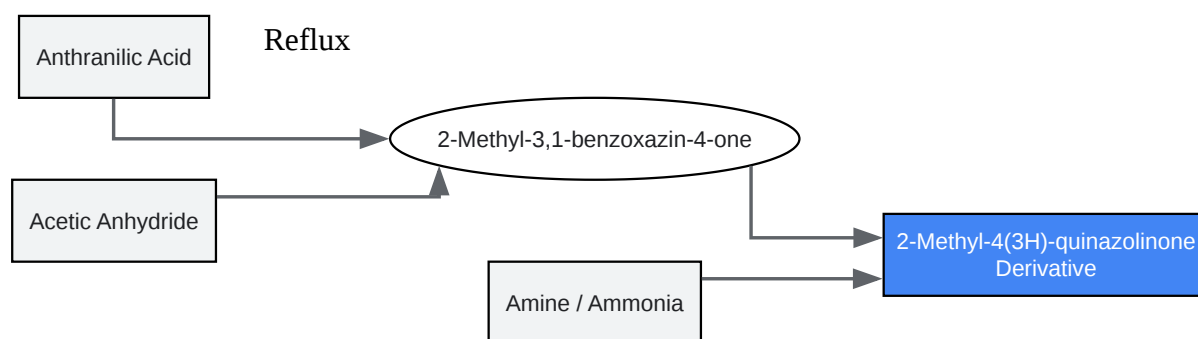 Anthranilic Acid
Reflux
2-Methyl-3,1-benzoxazin-4-one
Acetic Anhydride
2-Methyl-4(3H)-quinazolinone
Derivative
Amine / Ammonia